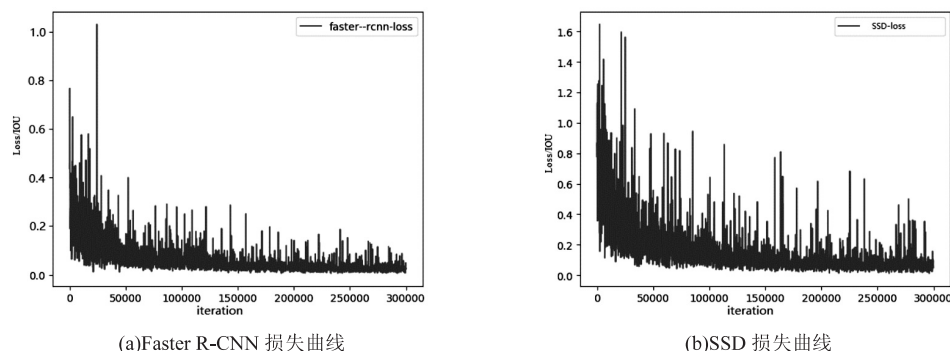 faster--rcnn-loss
1.0
0.8
0.6
0.4
0.2
0.0
Loss/IOU
0 50000 100000 150000 200000 250000 300000
iteration
(a)Faster R-CNN 损失曲线
SSD-loss
1.6
1.4
1.2
1.0
0.8
0.6
0.4
0.2
0.0
Loss/IOU
0 50000 100000 150000 200000 250000 300000
iteration
(b)SSD 损失曲线